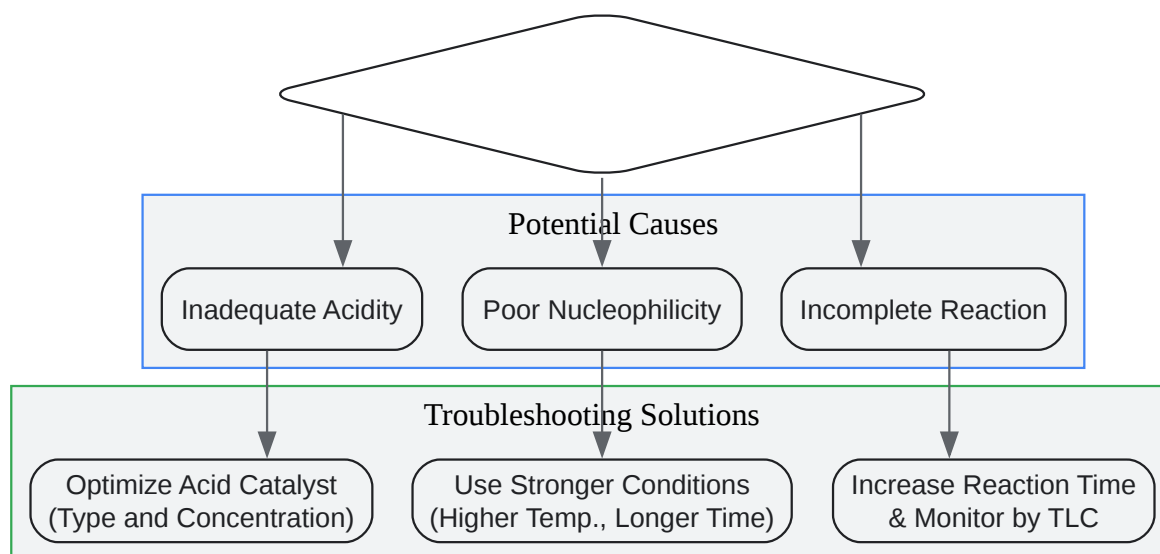 Potential Causes
Inadequate Acidity
Poor Nucleophilicity
Incomplete Reaction
Troubleshooting Solutions
Optimize Acid Catalyst
(Type and Concentration)
Use Stronger Conditions
(Higher Temp., Longer Time)
Increase Reaction Time
& Monitor by TLC